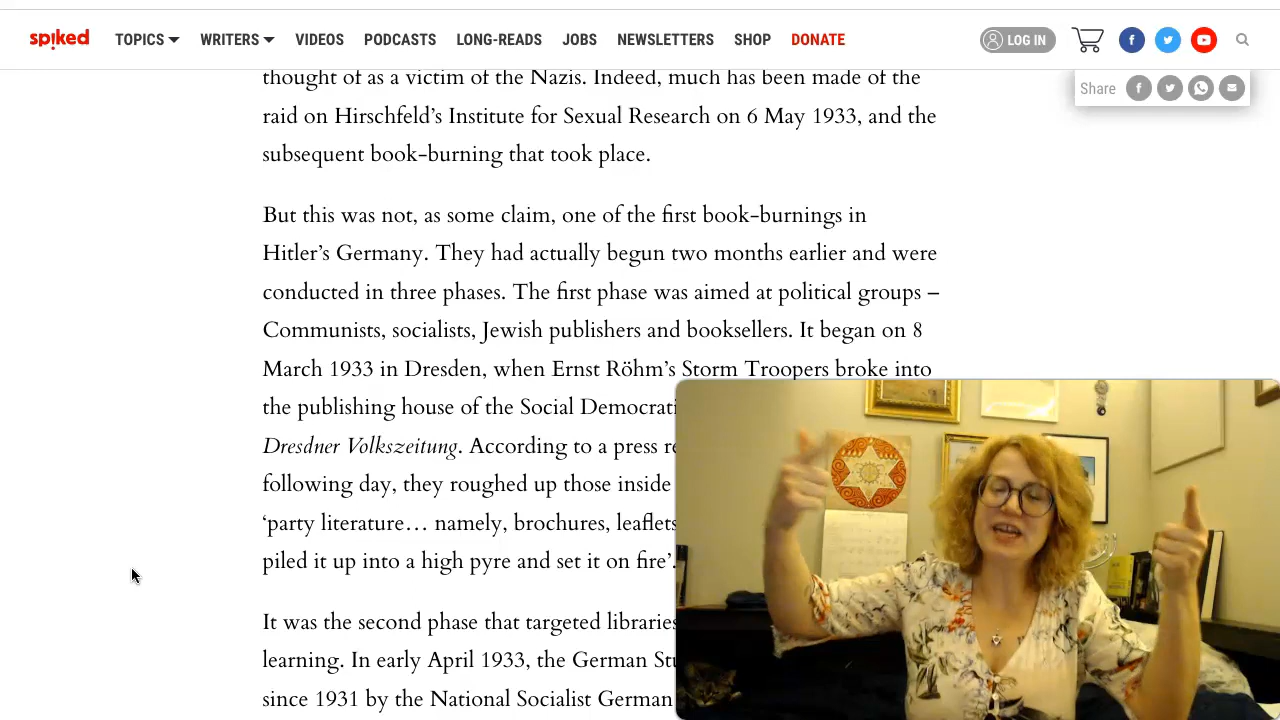 spiked TOPICS WRITERS VIDEOS PODCASTS LONG-READS JOBS NEWSLETTERS SHOP DONATE LOG IN
Share
thought of as a victim of the Nazis. Indeed, much has been made of the
raid on Hirschfeld’s Institute for Sexual Research on 6 May 1933, and the
subsequent book-burning that took place.
But this was not, as some claim, one of the first book-burnings in
Hitler’s Germany. They had actually begun two months earlier and were
conducted in three phases. The first phase was aimed at political groups –
Communists, socialists, Jewish publishers and booksellers. It began on 8
March 1933 in Dresden, when Ernst Röhm’s Storm Troopers broke into
the publishing house of the Social Democrati
Dresdner Volkszeitung. According to a press re
following day, they roughed up those inside
‘party literature… namely, brochures, leaflets
piled it up into a high pyre and set it on fire’.
It was the second phase that targeted libraries
learning. In early April 1933, the German Stu
since 1931 by the National Socialist German